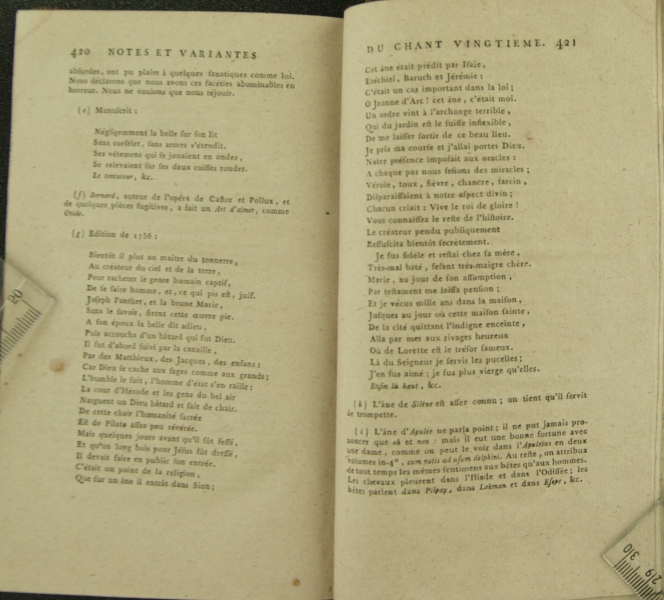 420 NOTES ET VARIANTES
absurdes, ont pu plaire à quelques fanatiques comme lui.
Nous déclarons que nous avons ces facéties abominables en
horreur. Nous ne voulons que nous réjouir.
(e) Manuscrit :
Négligemment la belle sur son lit
Sans corselet, sans armes s'étendit.
Ses vêtemens qui se jouaient en ondes,
Se relevaient sur ses deux cuisses rondes.
Le tentateur, &c.
(f) Bernard, auteur de l'opéra de Castor et Pollux, et
de quelques pièces fugitives, a fait un Art d'aimer, comme
Ovide.
(g) Edition de 1756 :
Bientôt il plut au maître du tonnerre,
Au créateur du ciel et de la terre,
Pour racheter le genre humain captif,
De se faire homme, et, ce qui pis est, juif.
Joseph Panther, et la brune Marie,
Sans le savoir, firent cette œuvre pie.
A son époux la belle dit adieu,
Puis accoucha d'un bâtard qui fut Dieu.
Il fut d'abord suivi par la canaille,
Par des Matthieux, des Jacques, des enfans :
Car Dieu se cache aux sages comme aux grands ;
L'humble le suit, l'homme d'état s'en raille :
La cour d'Hérode et les gens du bel air
Narguent un Dieu bâtard et fait de chair.
De cette chair l'humanité sacrée
Est de Pilate assez peu révérée.
Mais quelques jours avant qu'il fût fessé,
Et qu'un long bois pour Jésus fût dressé,
Il devait faire en public son entrée.
C'était un point de la religion,
Que sur un âne il entrât dans Sion ;
DU CHANT VINGTIEME. 421
Cet âne était prédit par Isaïe,
Ezéchiel, Baruch et Jérémie :
C'était un cas important dans la loi ;
O Jeanne d'Arc ! cet âne, c'était moi.
Un ordre vint à l'archange terrible,
Qui du jardin est le suisse inflexible,
De me laisser sortir de ce beau lieu.
Je pris ma course et j'allai porter Dieu.
Notre présence imposait aux oracles :
A chaque pas nous fesions des miracles ;
Vérole, toux, fièvre, chancre, farcin,
Disparaissaient à notre aspect divin ;
Chacun criait : Vive le roi de gloire !
Vous connaissez le reste de l'histoire.
Le créateur pendu publiquement
Ressuscita bientôt secrètement.
Je fus fidèle et restai chez sa mère,
Très-mal bâté, fesant très-maigre chère.
Marie, au jour de son assomption,
Par testament me laissa pension ;
Et je vécus mille ans dans la maison,
Jusques au jour où cette maison sainte,
De la cité quittant l'indigne enceinte,
Alla par mer aux rivages heureux
Où de Lorette est le trésor fameux.
Là du Seigneur je servis les pucelles ;
J'en fus aimé ; je fus plus vierge qu'elles.
Enfin là haut, &c.
(h) L'âne de Silène est assez connu ; on tient qu'il servit
de trompette.
(i) L'âne d'Apulée me parla point ; il ne put jamais pro-
noncer que oh et non : mais il eut une bonne fortune avec
une dame, comme on peut le voir dans l'Apuleius en deux
volumes in-4°, cum notis ad usum delphini. Au reste, on attribua
de tout temps les mêmes sentimens aux bêtes qu'aux hommes.
Les chevaux pleurent dans l'Iliade et dans l'Odissée ; les
bêtes parlent dans Pilpay, dans Lokman et dans Esope, &c.
20
30
29